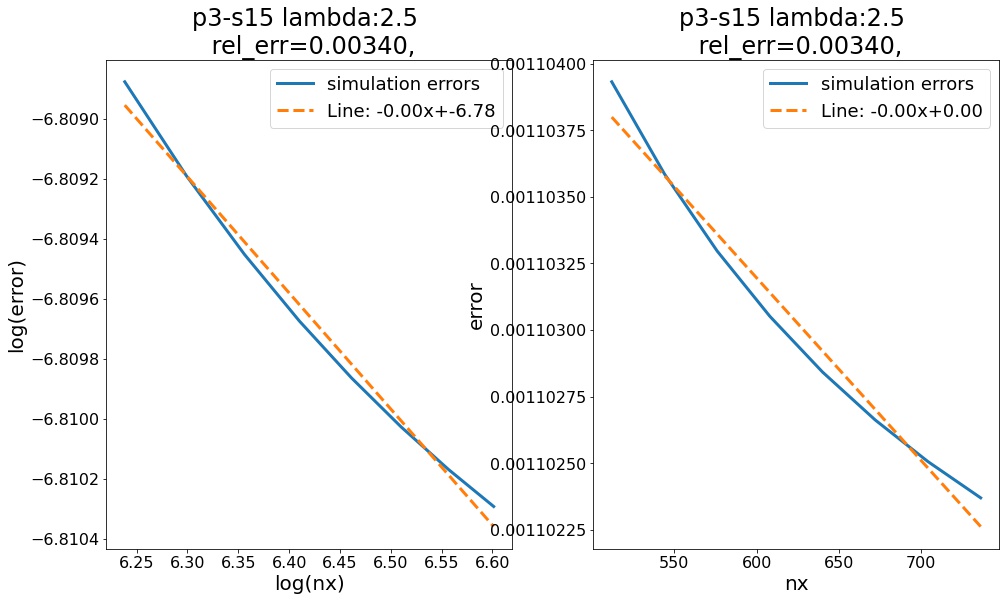 p3-s15 lambda:2.5
rel_err=0.00340,
simulation errors
Line: -0.00x+-6.78
−6.8090
−6.8092
−6.8094
−6.8096
−6.8098
−6.8100
−6.8102
−6.8104
log(error)
6.25 6.30 6.35 6.40 6.45 6.50 6.55 6.60
log(nx)
p3-s15 lambda:2.5
rel_err=0.00340,
simulation errors
Line: -0.00x+0.00
0.00110400
0.00110375
0.00110350
0.00110325
0.00110300
0.00110275
0.00110250
0.00110225
error
550 600 650 700
nx